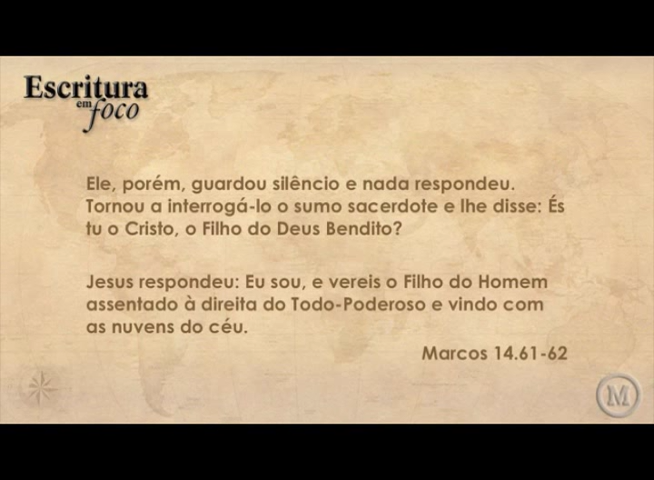 Escritura
em
foco
Ele, porém, guardou silêncio e nada respondeu.
Tornou a interrogá-lo o sumo sacerdote e lhe disse: És
tu o Cristo, o Filho do Deus Bendito?
Jesus respondeu: Eu sou, e vereis o Filho do Homem
assentado à direita do Todo-Poderoso e vindo com
as nuvens do céu.
Marcos 14.61-62
M